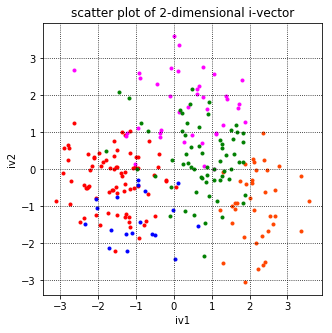 scatter plot of 2-dimensional i-vector
3
2
1
0
−1
−2
−3
iv2
−3 −2 −1 0 1 2 3
iv1